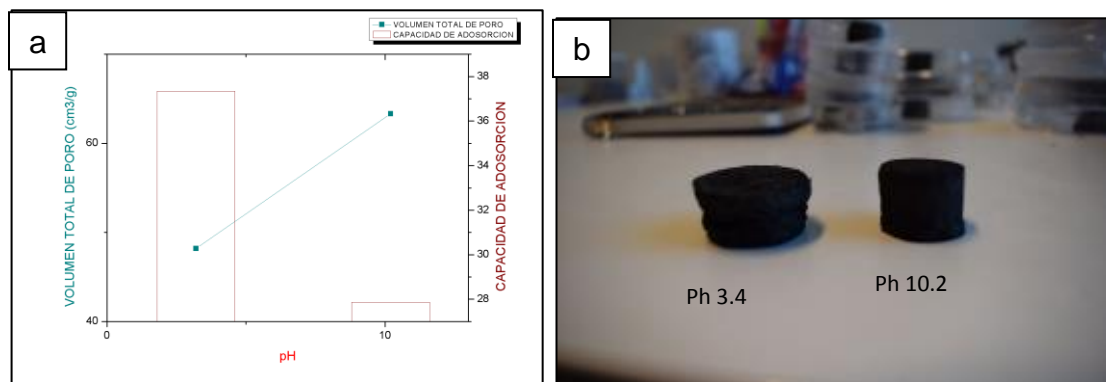 a
VOLUMEN TOTAL DE PORO
CAPACIDAD DE ADOSORCION
VOLUMEN TOTAL DE PORO (cm3/g)
60
40
0
10
pH
38
36
34
32
30
28
CAPACIDAD DE ADOSORCION
b
Ph 3.4
Ph 10.2